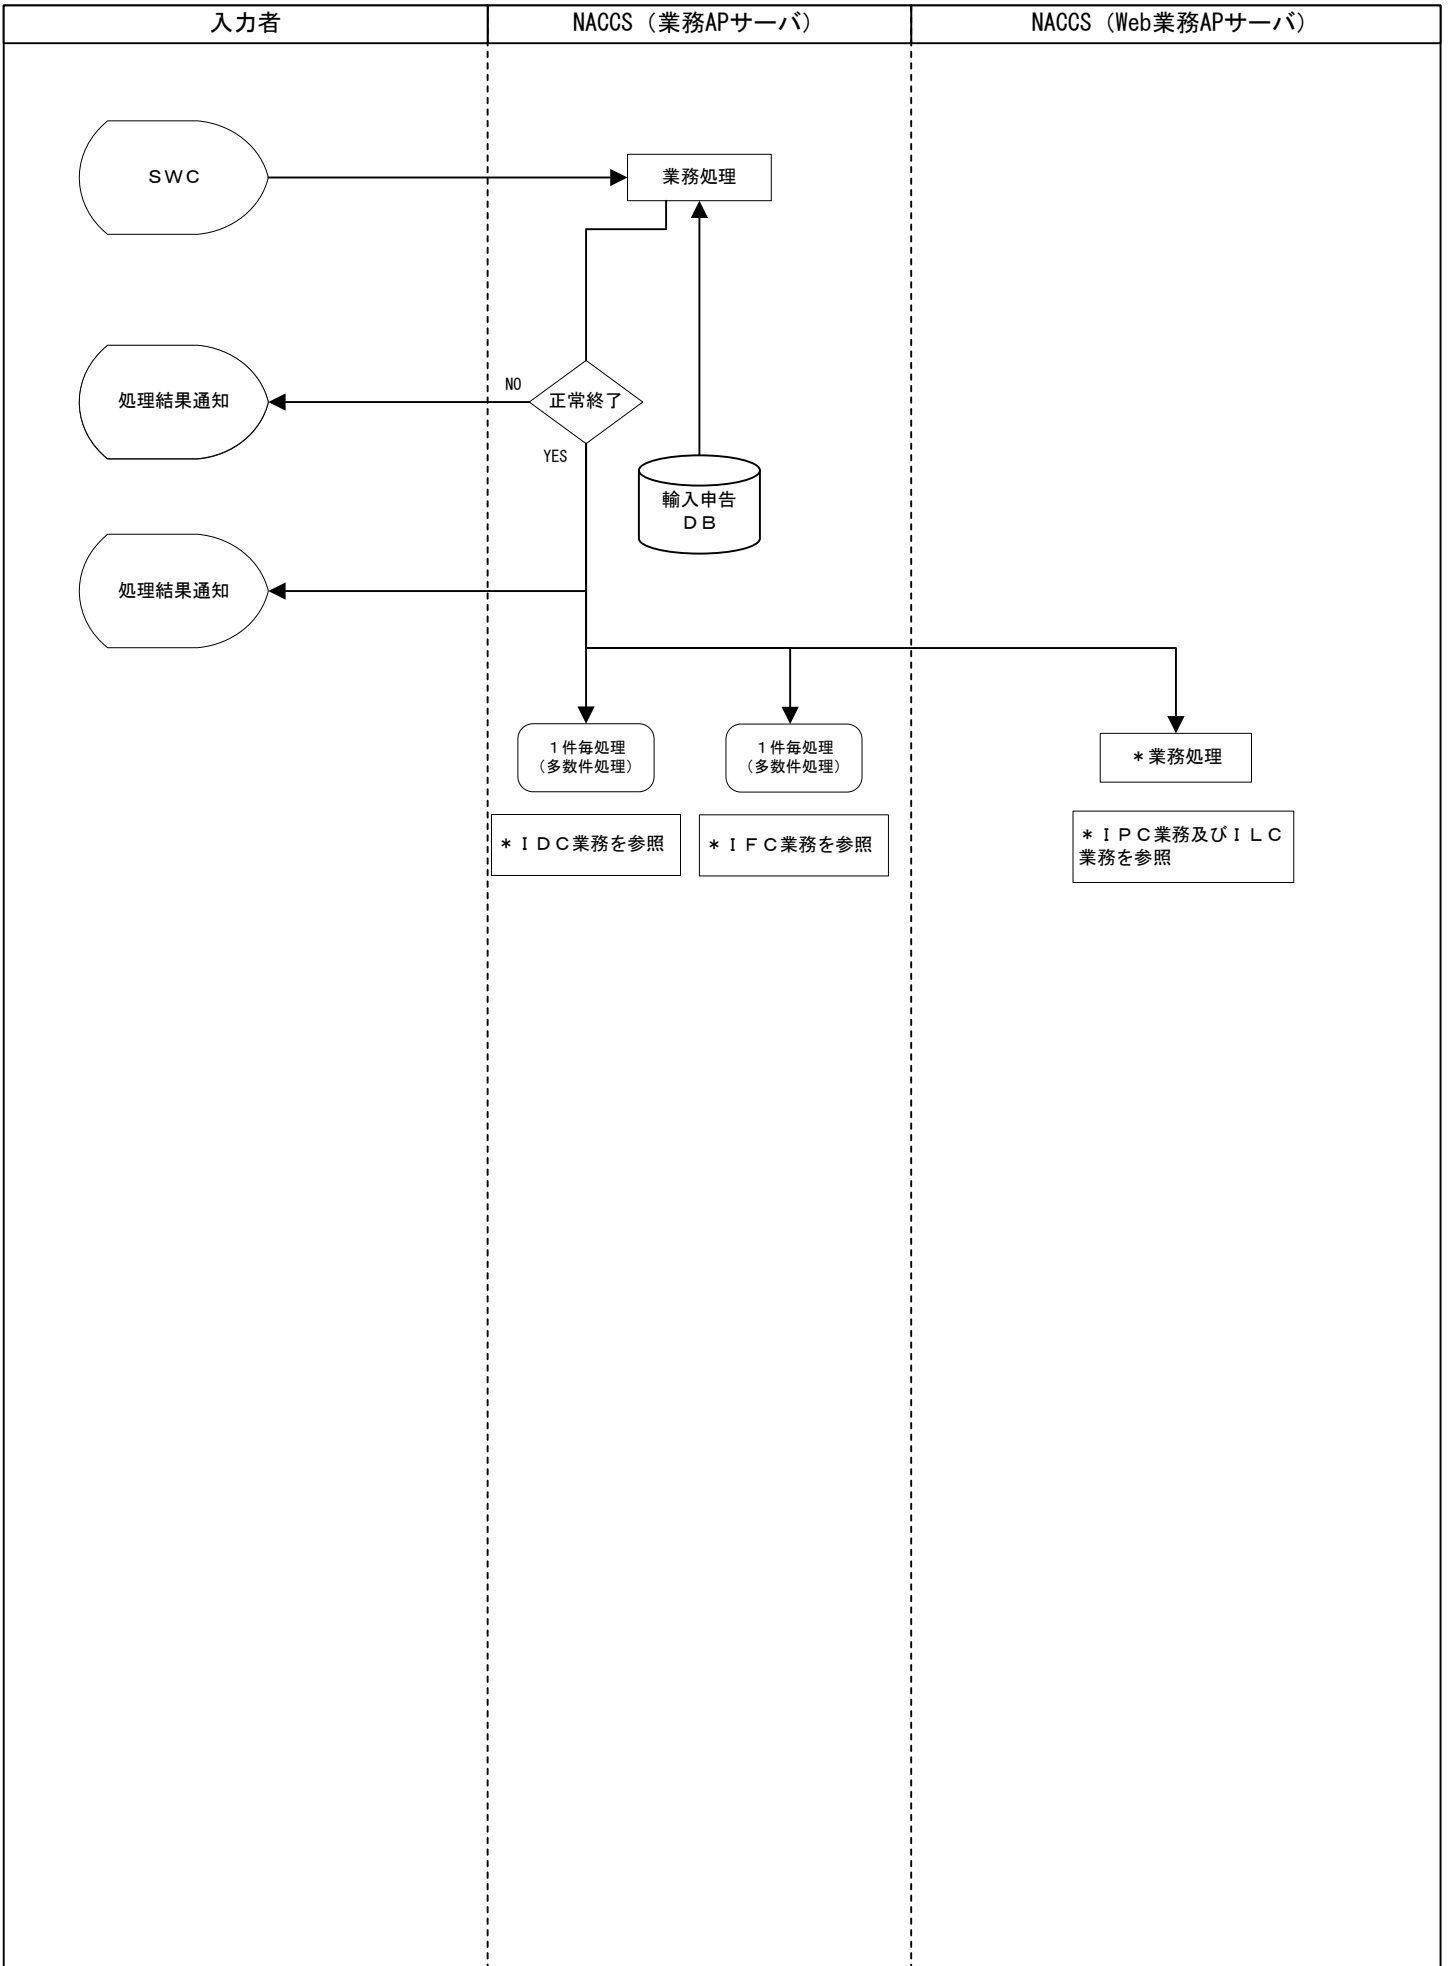 入力者
NACCS（業務APサーバ）
NACCS（Web業務APサーバ）
ＳＷＣ
業務処理
処理結果通知
NO
正常終了
YES
輸入申告
ＤＢ
処理結果通知
１件毎処理
（多数件処理）
１件毎処理
（多数件処理）
＊業務処理
＊ＩＤＣ業務を参照
＊ＩＦＣ業務を参照
＊ＩＰＣ業務及びＩＬＣ
業務を参照